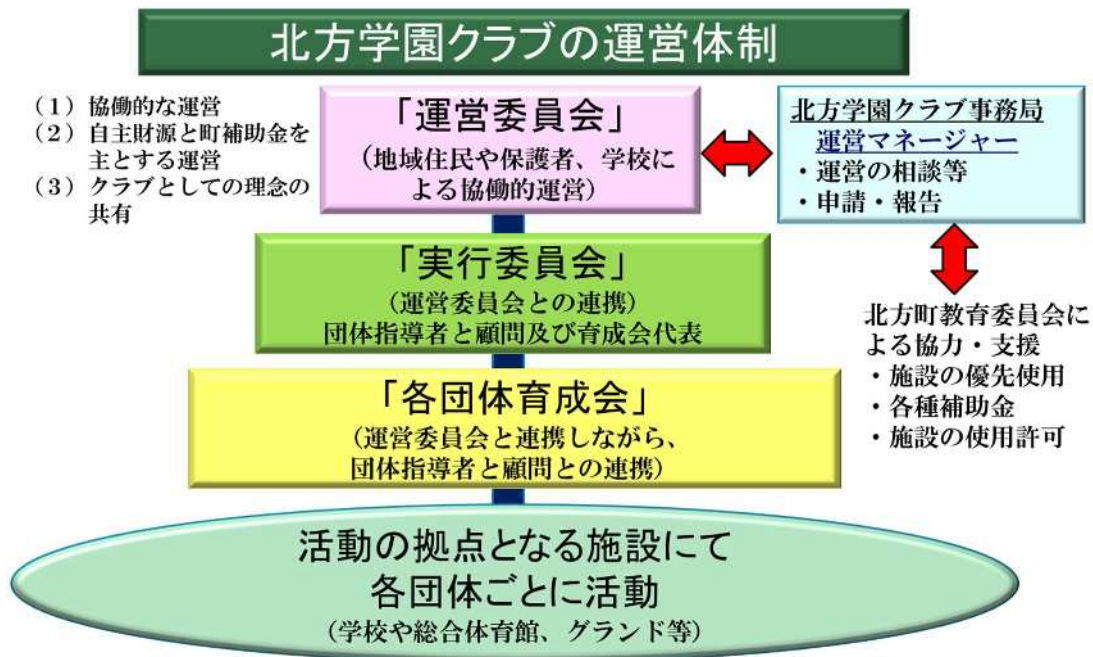 北方学園クラブの運営体制
（1）協働的な運営
（2）自主財源と町補助金を
主とする運営
（3）クラブとしての理念の
共有
「運営委員会」
（地域住民や保護者、学校に
よる協働的運営）
北方学園クラブ事務局
運営マネージャー
・運営の相談等
・申請・報告
「実行委員会」
（運営委員会との連携）
団体指導者と顧問及び育成会代表
北方町教育委員会に
よる協力・支援
・施設の優先使用
・各種補助金
・施設の使用許可
「各団体育成会」
（運営委員会と連携しながら、
団体指導者と顧問との連携）
活動の拠点となる施設にて
各団体ごとに活動
（学校や総合体育館、グランド等）